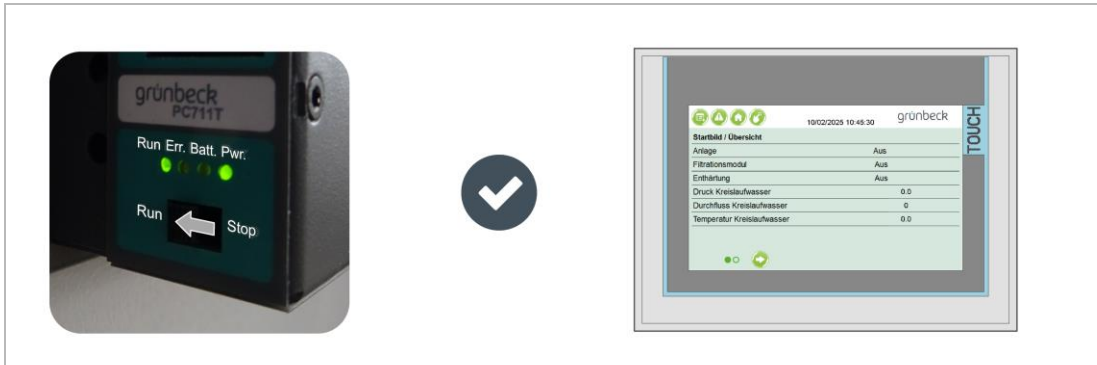 grünbeck
PC711T
Run Err. Batt. Pwr.
Run Stop
10/02/2025 10:45:30 grünbeck
TOUCH
Startbild / Übersicht
Anlage Aus
Filtrationsmodul Aus
Enthärtung Aus
Druck Kreislaufwasser 0.0
Durchfluss Kreislaufwasser 0
Temperatur Kreislaufwasser 0.0